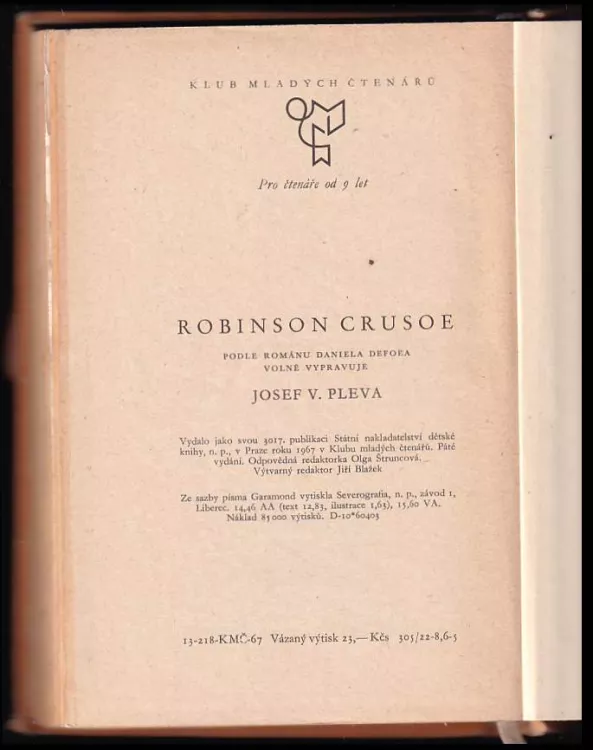 KLUB MLADÝCH ČTENÁŘŮ
Pro čtenáře od 9 let
ROBINSON CRUSOE
PODLE ROMÁNU DANIELA DEFOEA
VOLNĚ VYPRAVUJE
JOSEF V. PLEVA
Vydalo jako svou 3017. publikaci Státní nakladatelství dětské
knihy, n. p., v Praze roku 1967 v Klubu mladých čtenářů. Páté
vydání. Odpovědná redaktorka Olga Štruncová.
Výtvarný redaktor Jiří Blažek
Ze sazby písma Garamond vytiskla Severografia, n. p., závod 1,
Liberec. 14,46 AA (text 12,83, ilustrace 1,63), 15,60 VA.
Náklad 85 000 výtisků. D-10*60405
13-218-KMČ-67 Vázaný výtisk 23,— Kčs 305/22-8,6-5